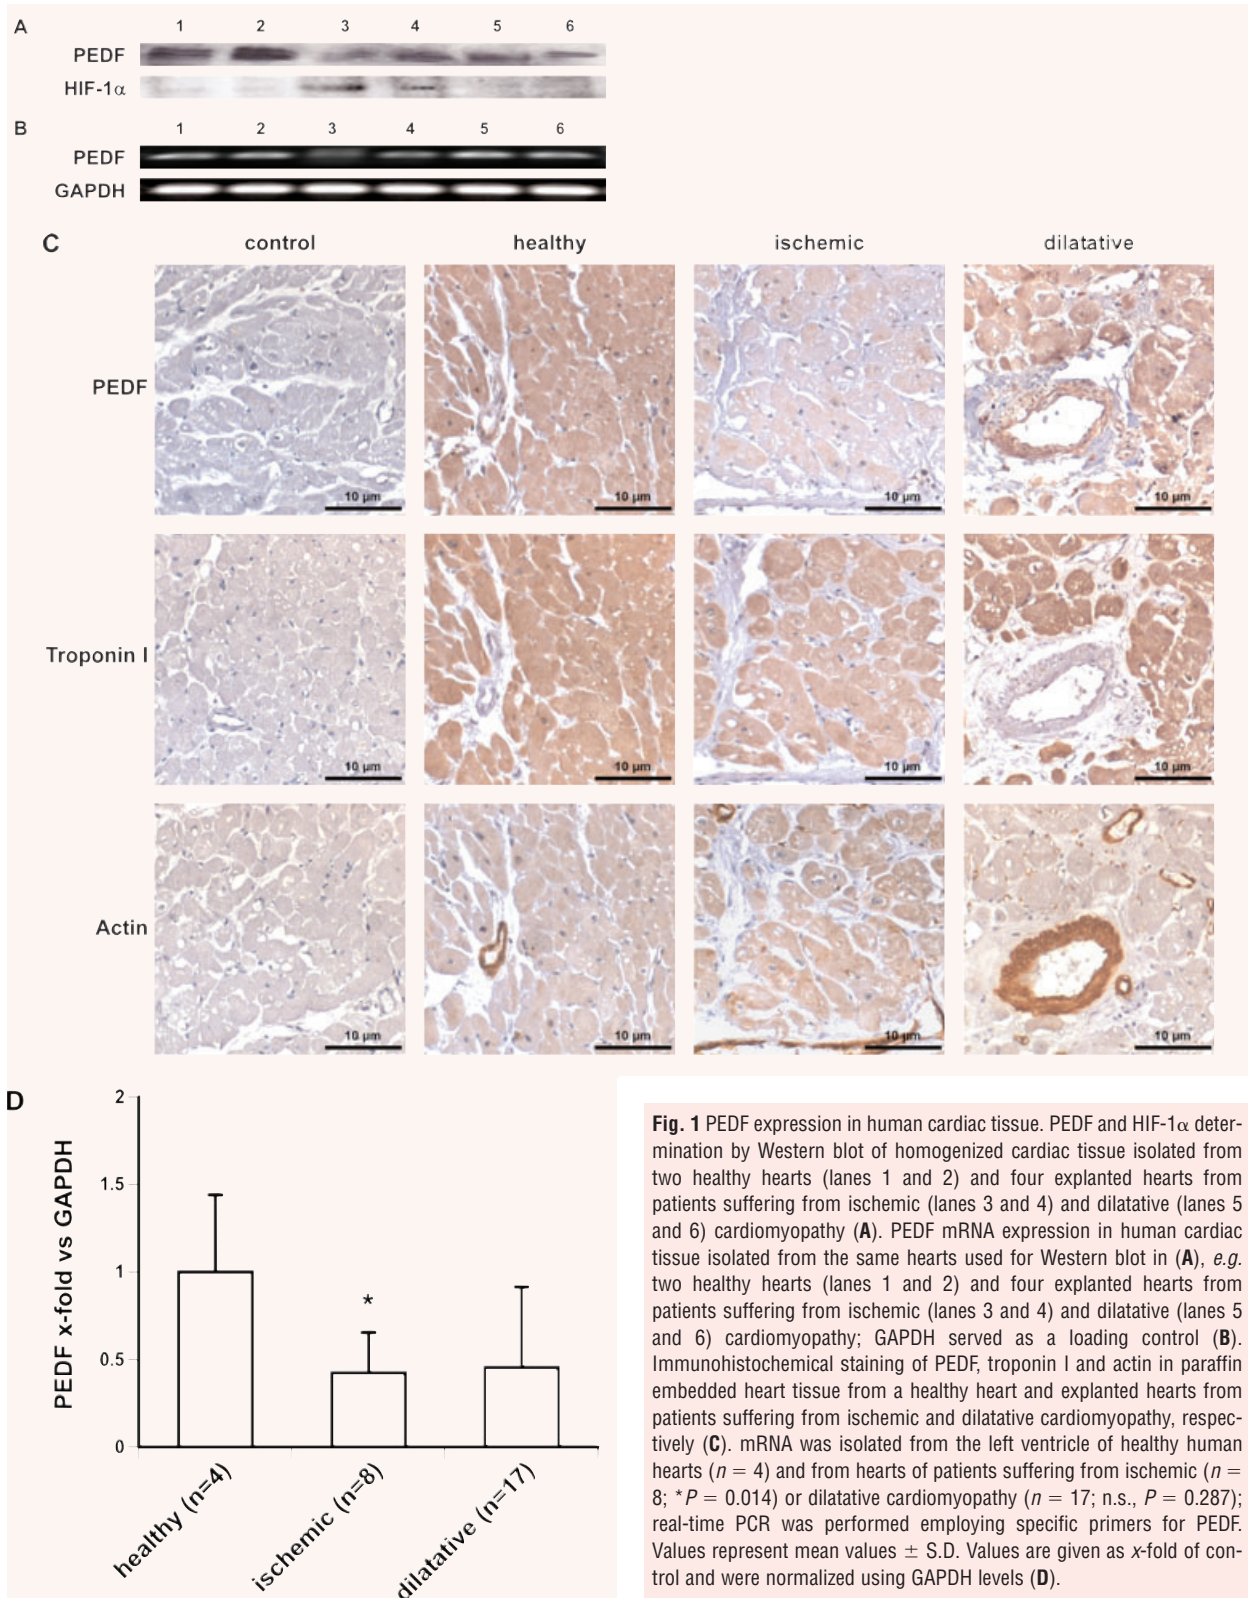 A
1 2 3 4 5 6
PEDF
HIF-1α
B
1 2 3 4 5 6
PEDF
GAPDH
C
control healthy ischemic dilatative
PEDF
10 µm 10 µm 10 µm 10 µm
Troponin I
10 µm 10 µm 10 µm 10 µm
Actin
10 µm 10 µm 10 µm 10 µm
D
PEDF x-fold vs GAPDH
2
1.5
1
0.5
0
*
healthy (n=4)
ischemic (n=8)
dilatative (n=17)
Fig. 1 PEDF expression in human cardiac tissue. PEDF and HIF-1α deter-
mination by Western blot of homogenized cardiac tissue isolated from
two healthy hearts (lanes 1 and 2) and four explanted hearts from
patients suffering from ischemic (lanes 3 and 4) and dilatative (lanes 5
and 6) cardiomyopathy (A). PEDF mRNA expression in human cardiac
tissue isolated from the same hearts used for Western blot in (A), e.g.
two healthy hearts (lanes 1 and 2) and four explanted hearts from
patients suffering from ischemic (lanes 3 and 4) and dilatative (lanes 5
and 6) cardiomyopathy; GAPDH served as a loading control (B).
Immunohistochemical staining of PEDF, troponin I and actin in paraffin
embedded heart tissue from a healthy heart and explanted hearts from
patients suffering from ischemic and dilatative cardiomyopathy, respec-
tively (C). mRNA was isolated from the left ventricle of healthy human
hearts (n = 4) and from hearts of patients suffering from ischemic (n =
8; *P = 0.014) or dilatative cardiomyopathy (n = 17; n.s., P = 0.287);
real-time PCR was performed employing specific primers for PEDF.
Values represent mean values ± S.D. Values are given as x-fold of con-
trol and were normalized using GAPDH levels (D).